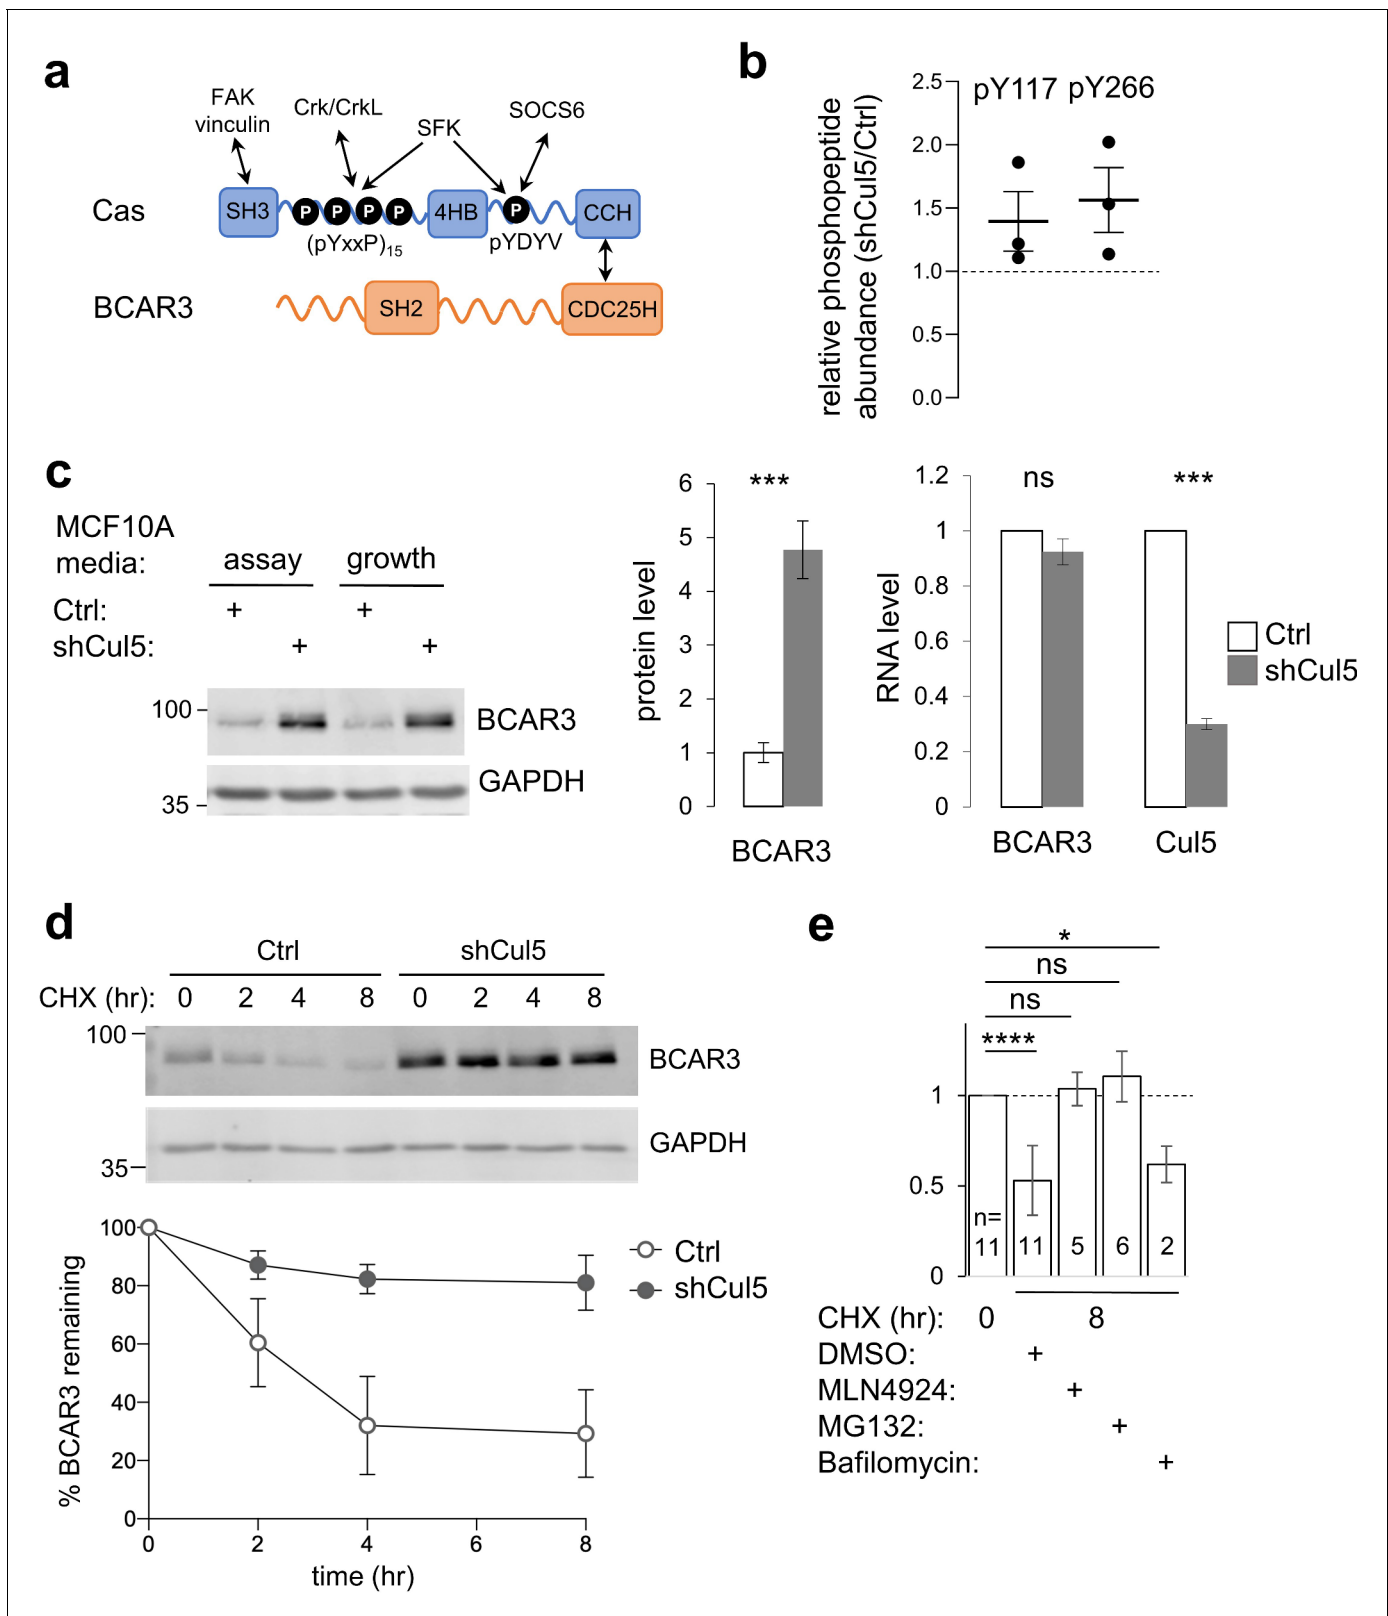 a
FAK
vinculin
Crk/CrkL
SFK
SOCS6
Cas
SH3
P
P
P
P
4HB
P
CCH
(pYxxP)15
pYDYV
BCAR3
SH2
CDC25H
b
relative phosphopeptide
abundance (shCul5/Ctrl)
2.5
2.0
1.5
1.0
0.5
0.0
pY117 pY266
c
MCF10A
media:
assay
growth
Ctrl:
+
+
shCul5:
+
+
100
BCAR3
GAPDH
35
protein level
6
5
4
3
2
1
0
***
BCAR3
RNA level
1.2
1
0.8
0.6
0.4
0.2
0
ns
***
BCAR3
Cul5
Ctrl
shCul5
d
Ctrl
shCul5
CHX (hr): 0 2 4 8 0 2 4 8
100
BCAR3
GAPDH
35
% BCAR3 remaining
100
80
60
40
20
0
0 2 4 6 8
time (hr)
Ctrl
shCul5
e
*
ns
ns
****
1
0.5
0
n=
11 11 5 6 2
CHX (hr): 0 8
DMSO: +
MLN4924: +
MG132: +
Bafilomycin: +